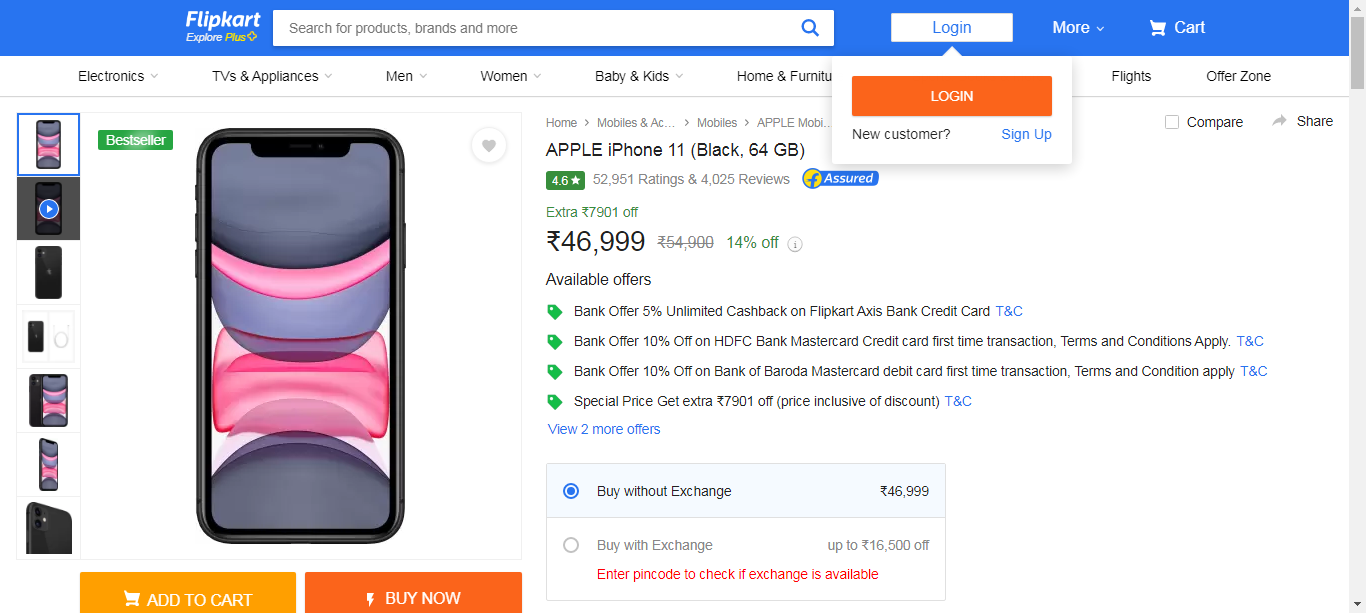 Flipkart
Explore Plus
Search for products, brands and more
Login
More
Cart
Electronics
TVs & Appliances
Men
Women
Baby & Kids
Home & Furnitu
Flights
Offer Zone
LOGIN
New customer? Sign Up
Bestseller
Home > Mobiles & Ac... > Mobiles > APPLE Mobi...
Compare
Share
APPLE iPhone 11 (Black, 64 GB)
4.6★ 52,951 Ratings & 4,025 Reviews Assured
Extra ₹7901 off
₹46,999 ₹54,900 14% off
Available offers
Bank Offer 5% Unlimited Cashback on Flipkart Axis Bank Credit Card T&C
Bank Offer 10% Off on HDFC Bank Mastercard Credit card first time transaction, Terms and Conditions Apply. T&C
Bank Offer 10% Off on Bank of Baroda Mastercard debit card first time transaction, Terms and Condition apply T&C
Special Price Get extra ₹7901 off (price inclusive of discount) T&C
View 2 more offers
Buy without Exchange ₹46,999
Buy with Exchange up to ₹16,500 off
Enter pincode to check if exchange is available
ADD TO CART
BUY NOW